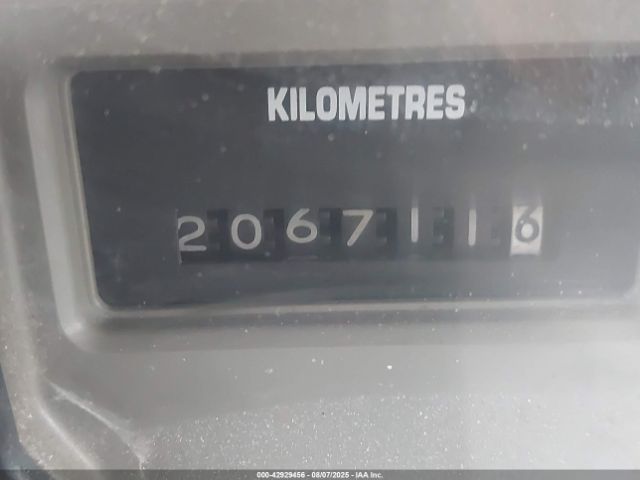 KILOMETRES
2067116
000-42929456 - 08/07/2025 - IAA Inc.